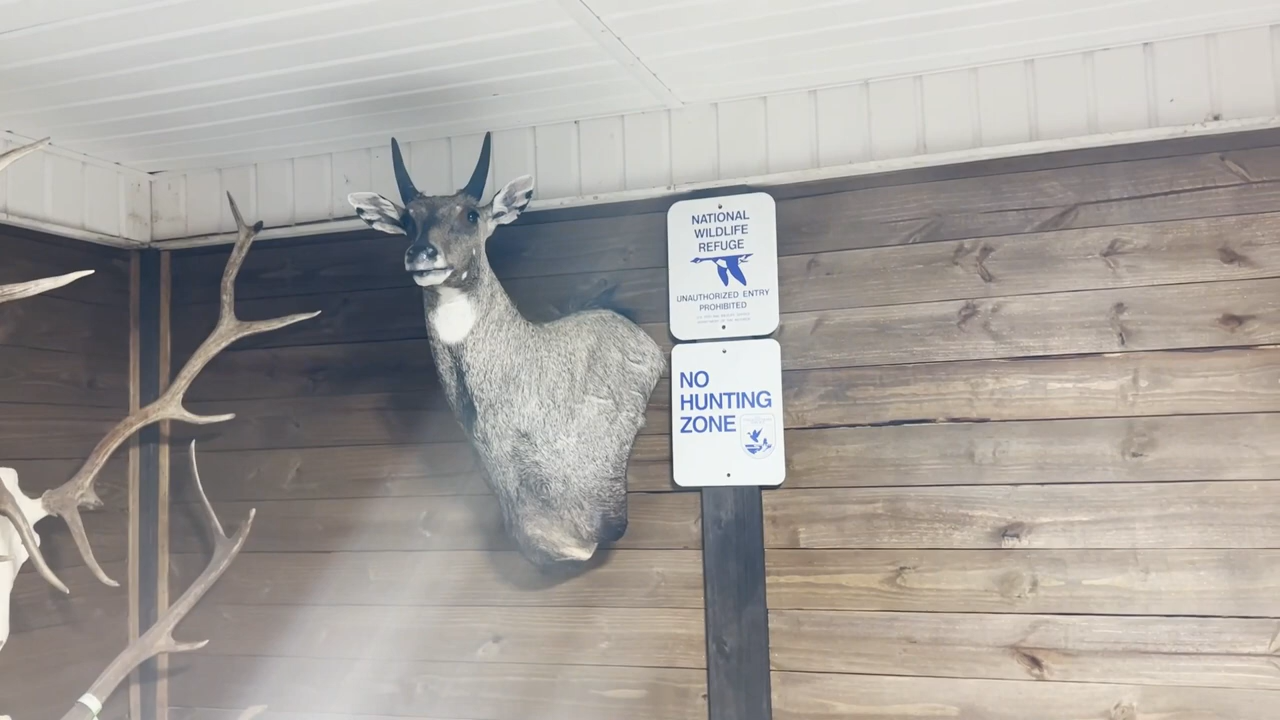 NATIONAL
WILDLIFE
REFUGE
UNAUTHORIZED ENTRY
PROHIBITED
NO
HUNTING
ZONE